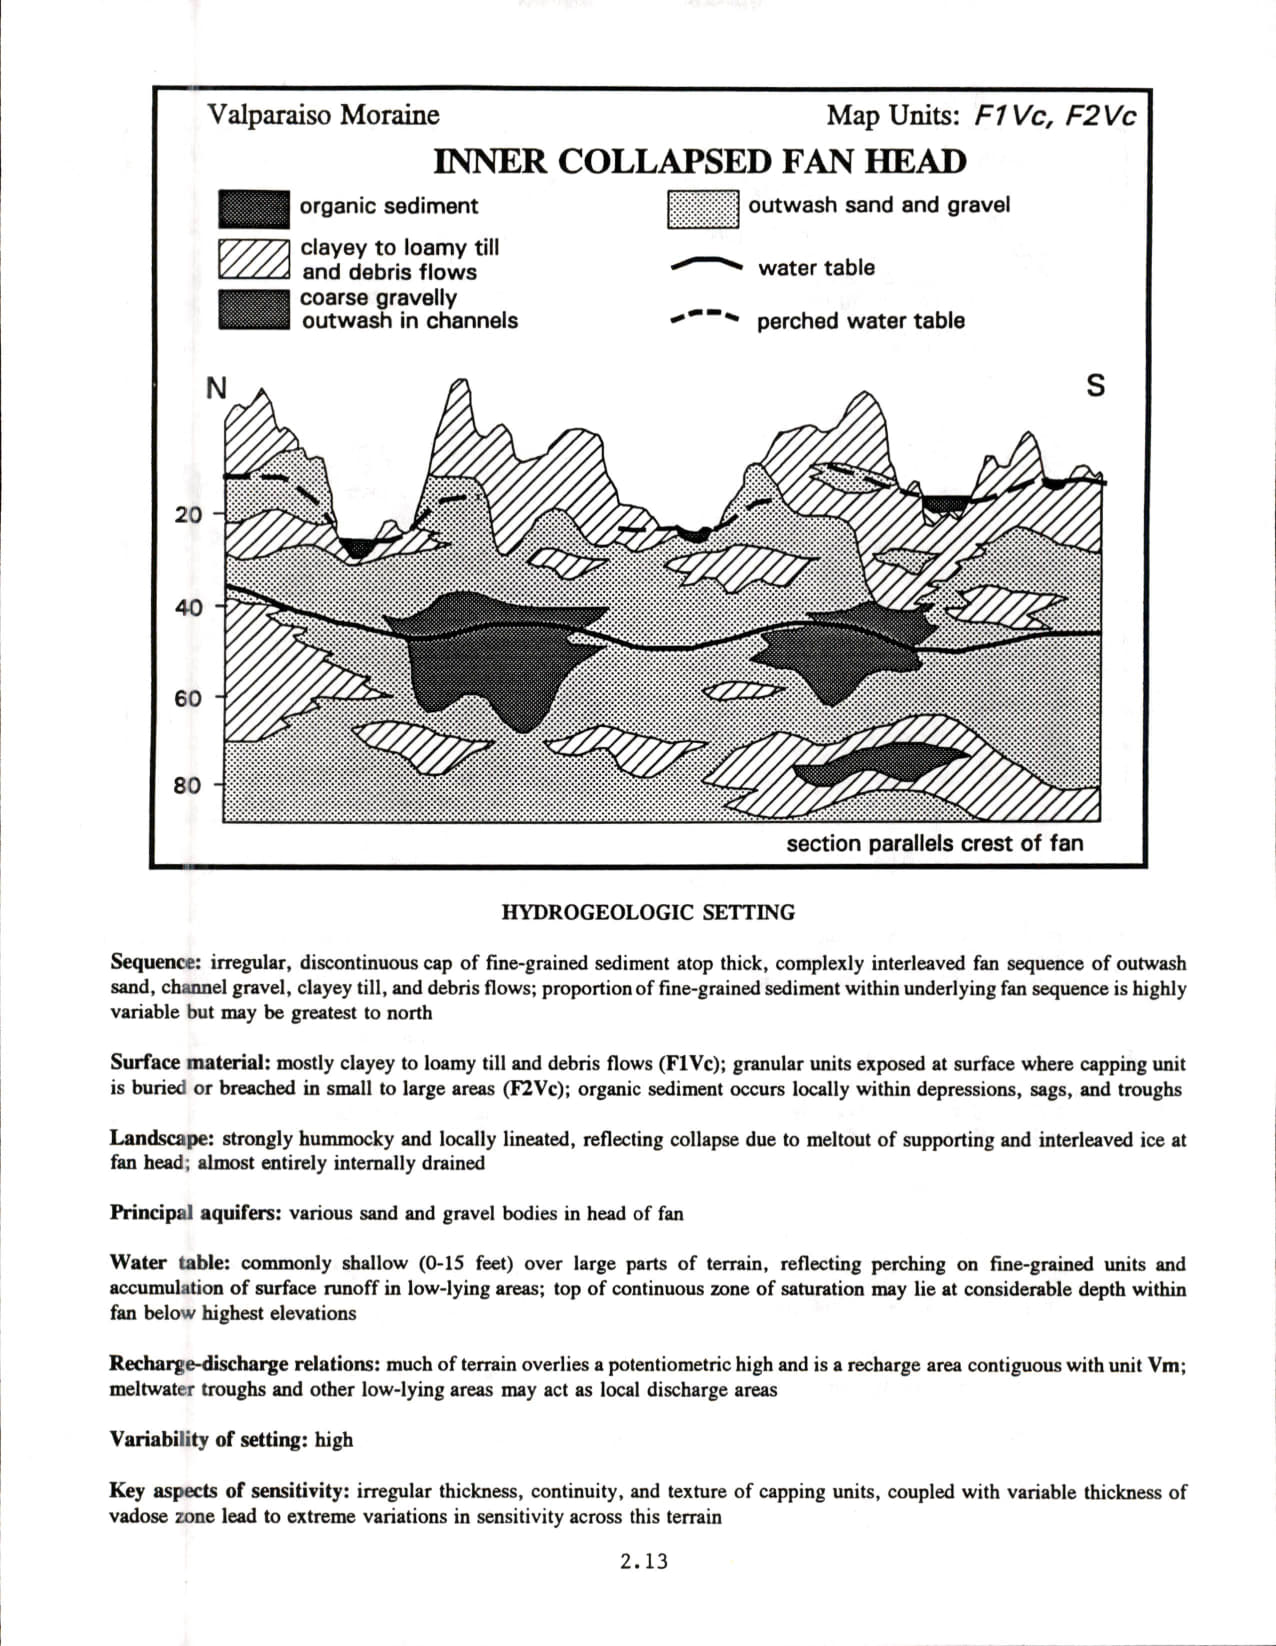 Valparaiso Moraine
Map Units: F1Vc, F2Vc
INNER COLLAPSED FAN HEAD
organic sediment
clayey to loamy till
and debris flows
coarse gravelly
outwash in channels
outwash sand and gravel
water table
perched water table
N
S
20
40
60
80
section parallels crest of fan
HYDROGEOLOGIC SETTING
Sequence: irregular, discontinuous cap of fine-grained sediment atop thick, complexly interleaved fan sequence of outwash
sand, channel gravel, clayey till, and debris flows; proportion of fine-grained sediment within underlying fan sequence is highly
variable but may be greatest to north
Surface material: mostly clayey to loamy till and debris flows (F1Vc); granular units exposed at surface where capping unit
is buried or breached in small to large areas (F2Vc); organic sediment occurs locally within depressions, sags, and troughs
Landscape: strongly hummocky and locally lineated, reflecting collapse due to meltout of supporting and interleaved ice at
fan head; almost entirely internally drained
Principal aquifers: various sand and gravel bodies in head of fan
Water table: commonly shallow (0-15 feet) over large parts of terrain, reflecting perching on fine-grained units and
accumulation of surface runoff in low-lying areas; top of continuous zone of saturation may lie at considerable depth within
fan below highest elevations
Recharge-discharge relations: much of terrain overlies a potentiometric high and is a recharge area contiguous with unit Vm;
meltwater troughs and other low-lying areas may act as local discharge areas
Variability of setting: high
Key aspects of sensitivity: irregular thickness, continuity, and texture of capping units, coupled with variable thickness of
vadose zone lead to extreme variations in sensitivity across this terrain
2.13